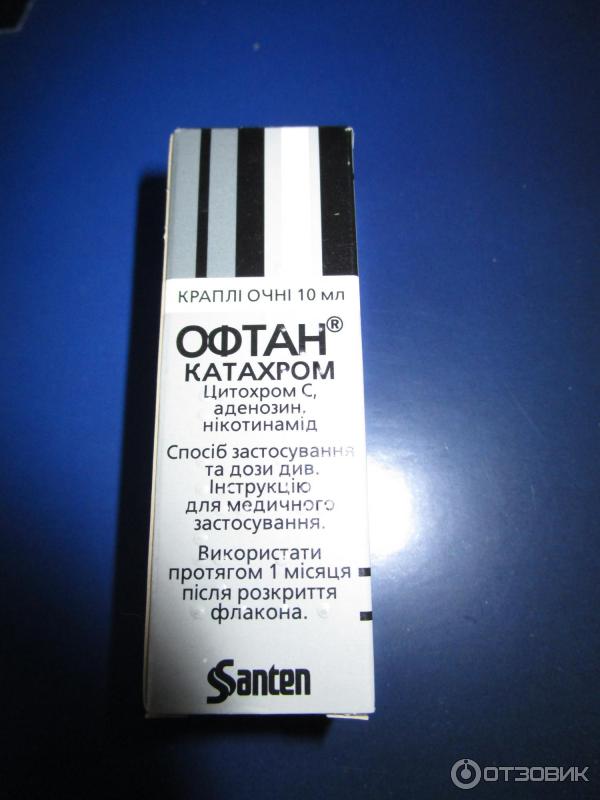 КРАПЛІ ОЧНІ 10 мл
ОФТАН®
КАТАХРОМ
Цитохром С,
аденозин,
нікотинамід
Спосіб застосування
та дози див.
Інструкцію
для медичного
застосування.
Використати
протягом 1 місяця
після розкриття
флакона.
Santen
ОТЗОВИК